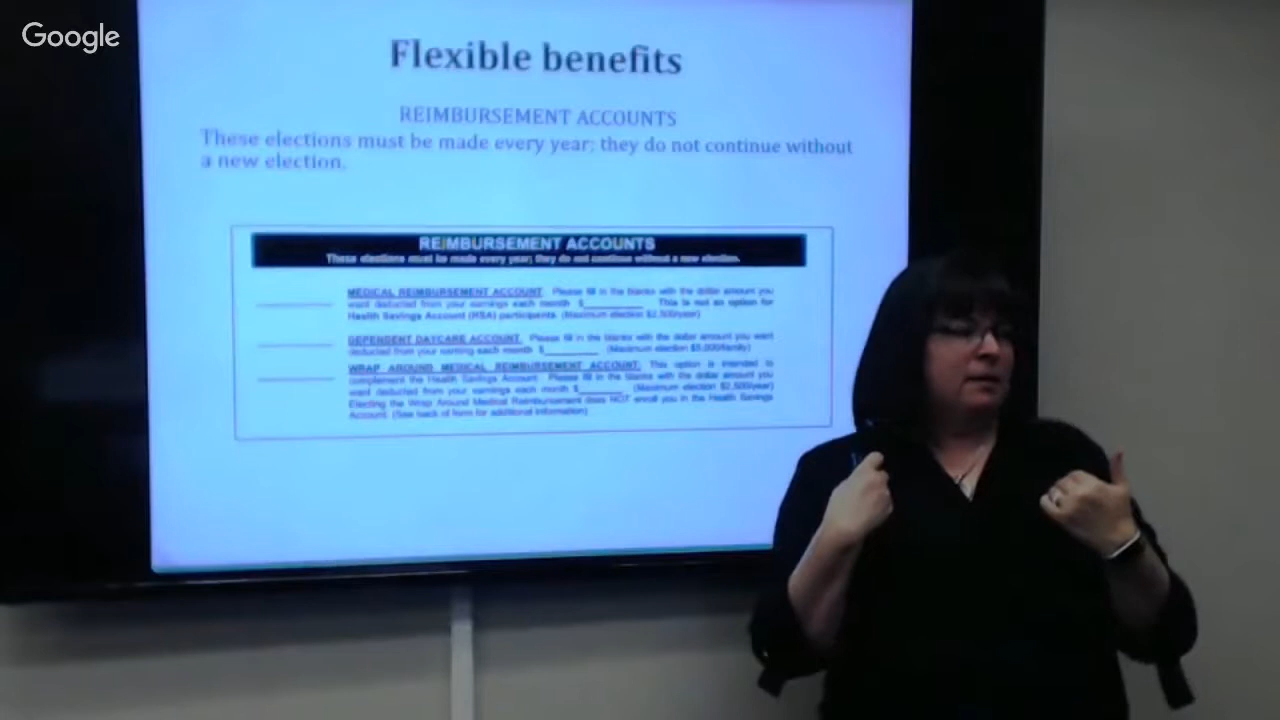 Google
Flexible benefits
REIMBURSEMENT ACCOUNTS
These elections must be made every year; they do not continue without
a new election.
REIMBURSEMENT ACCOUNTS
These elections must be made every year; they do not continue without a new election.
MEDICAL REIMBURSEMENT ACCOUNT. Please fill in the blanks with the dollar amount you
want deducted from your earnings each month $________ This is not an option for
Health Savings Account (HSA) participants. (Maximum election $2,500/year)
DEPENDENT DAYCARE ACCOUNT. Please fill in the blanks with the dollar amount you want
deducted from your earning each month $________ (Maximum election $5,000/family)
WRAP AROUND MEDICAL REIMBURSEMENT ACCOUNT: This option is intended to
complement the Health Savings Account. Please fill in the blanks with the dollar amount you
want deducted from your earnings each month $________ (Maximum election $2,500/year)
Electing the Wrap Around Medical Reimbursement does NOT enroll you in the Health Savings
Account. (See back of form for additional information)